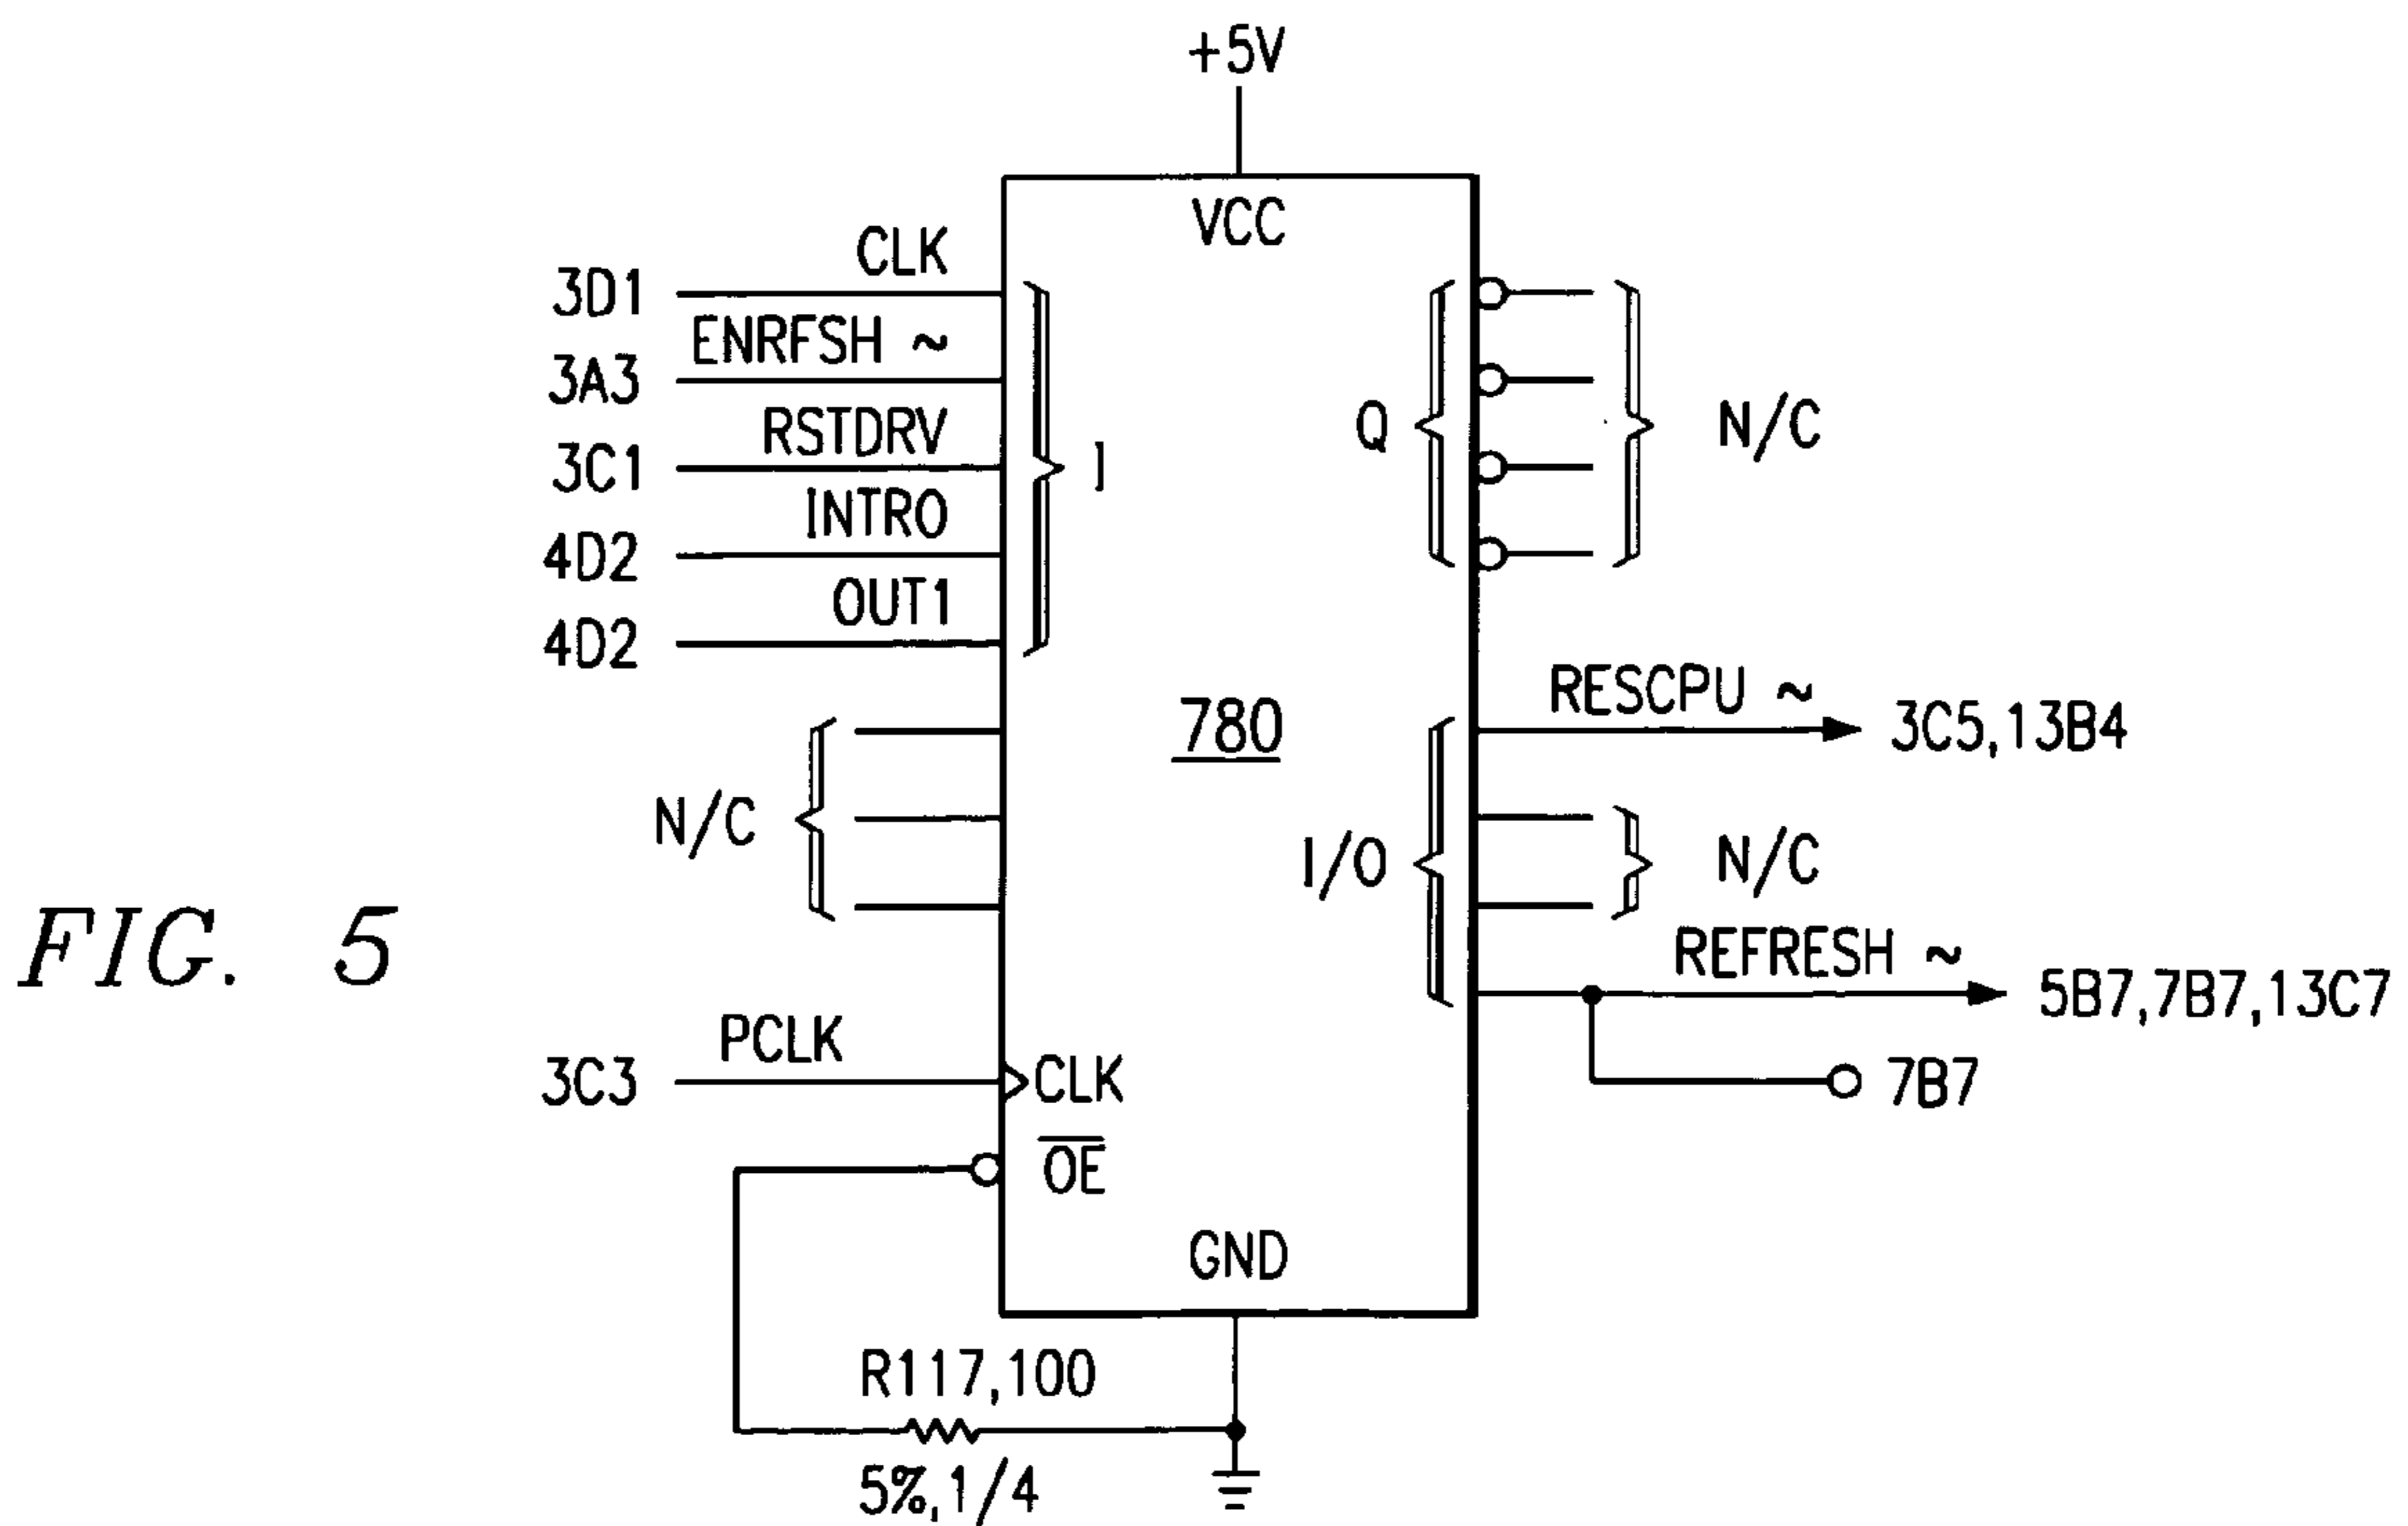 +5V
VCC
CLK
3D1
ENRFSH ~
3A3
RSTDRV
3C1
I
INTRO
4D2
OUT1
4D2
Q
N/C
780
RESCPU ~
3C5,13B4
N/C
I/O
N/C
REFRESH ~
5B7,7B7,13C7
7B7
FIG. 5
PCLK
3C3
CLK
OE
GND
R117,100
5%,1/4